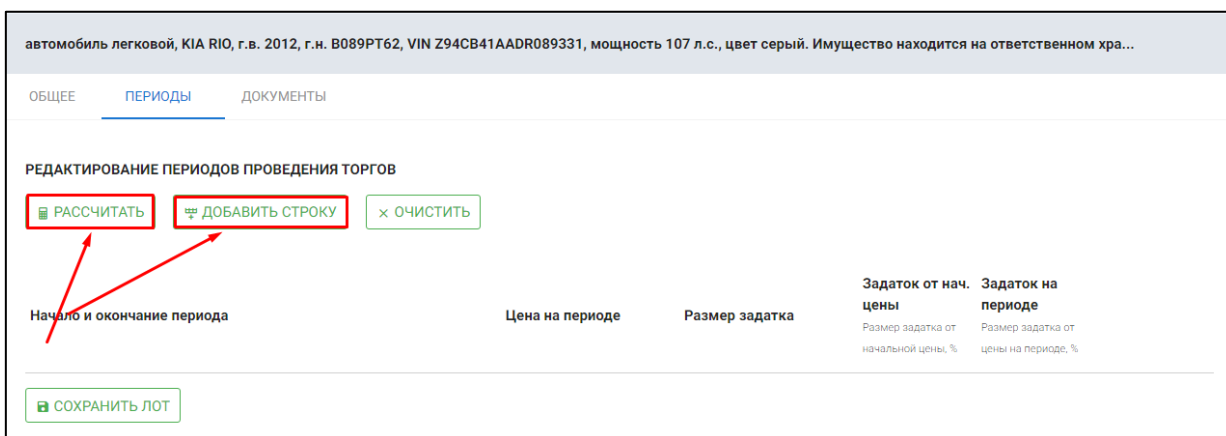 автомобиль легковой, KIA RIO, г.в. 2012, г.н. В089РТ62, VIN Z94CB41AADR089331, мощность 107 л.с., цвет серый. Имущество находится на ответственном хра...
ОБЩЕЕ ПЕРИОДЫ ДОКУМЕНТЫ
РЕДАКТИРОВАНИЕ ПЕРИОДОВ ПРОВЕДЕНИЯ ТОРГОВ
РАССЧИТАТЬ ДОБАВИТЬ СТРОКУ × ОЧИСТИТЬ
Начало и окончание периода
Цена на периоде
Размер задатка
Задаток от нач.
цены
Размер задатка от
начальной цены, %
Задаток на
периоде
Размер задатка от
цены на периоде, %
СОХРАНИТЬ ЛОТ